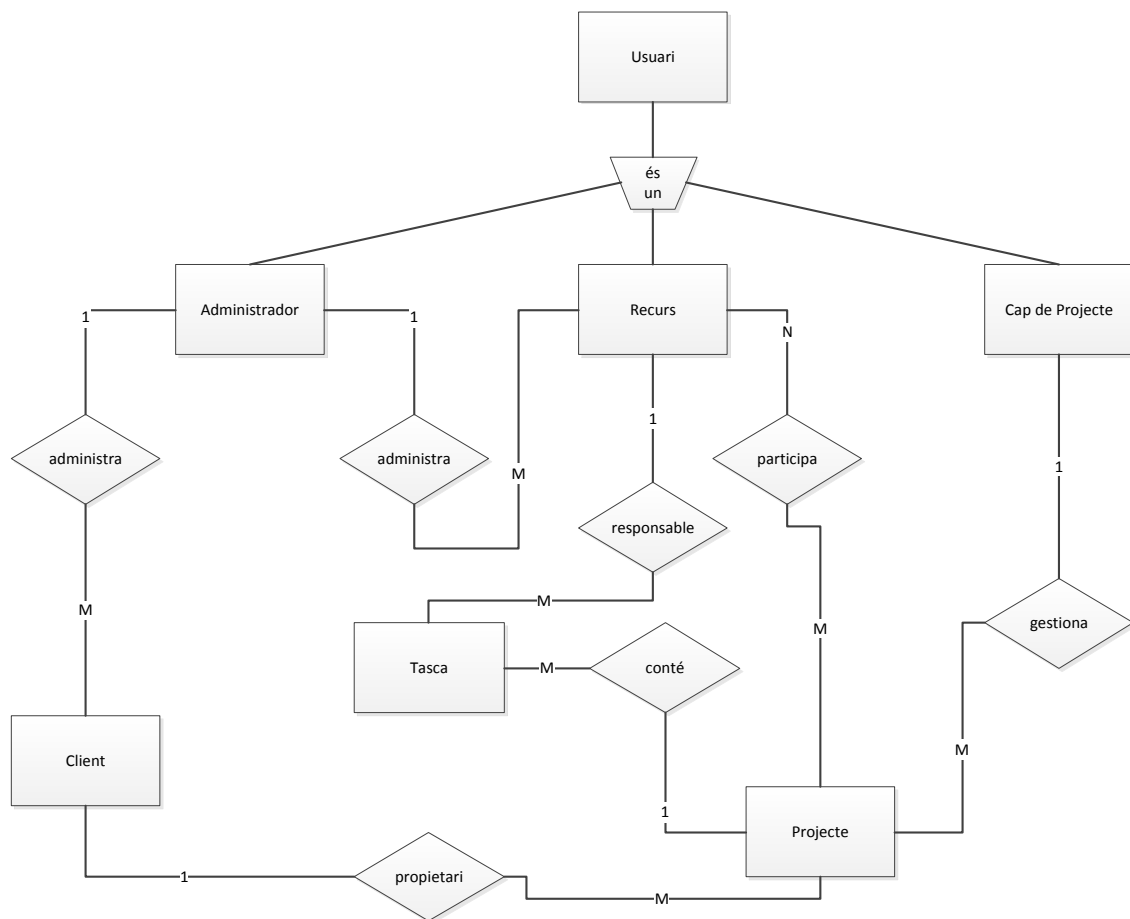 Usuari
és
un
Administrador
Recurs
Cap de Projecte
1
1
N
1
1
administra
administra
M
participa
responsable
M
M
M
gestiona
Tasca
M
conté
Client
M
1
Projecte
1
propietari
M